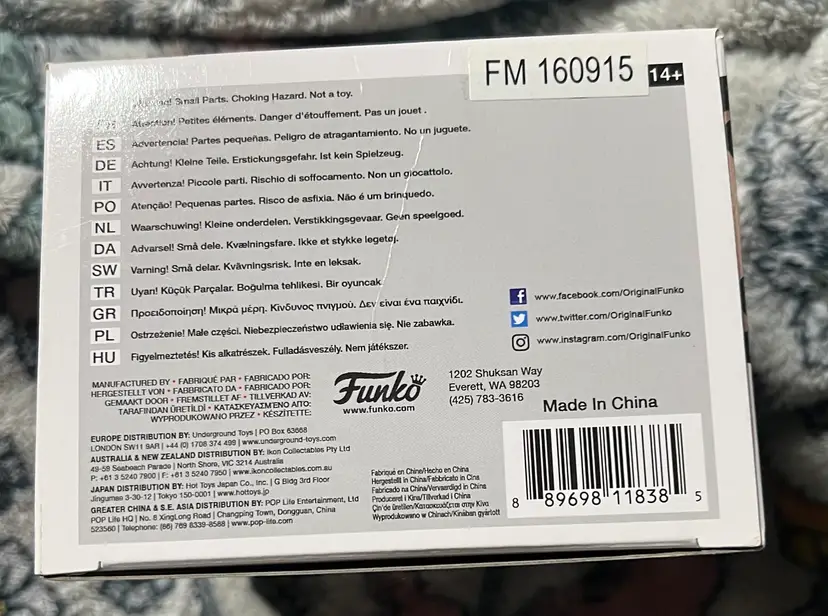 FM 160915
14+
Small Parts. Choking Hazard. Not a toy.
Attention! Petites éléments. Danger d'étouffement. Pas un jouet.
ES Advertencia! Partes pequeñas. Peligro de atragantamiento. No un juguete.
DE Achtung! Kleine Teile. Erstickungsgefahr. Ist kein Spielzeug.
IT Avvertenza! Piccole parti. Rischio di soffocamento. Non un giocattolo.
PO Atenção! Pequenas partes. Risco de asfixia. Não é um brinquedo.
NL Waarschuwing! Kleine onderdelen. Verstikkingsgevaar. Geen speelgoed.
DA Advarsel! Små dele. Kvælningsfare. Ikke et stykke legetøj.
SW Varning! Små delar. Kvävningsrisk. Inte en leksak.
TR Uyarı! Küçük Parçalar. Boğulma tehlikesi. Bir oyuncak
GR Προειδοποίηση! Μικρά μέρη. Κίνδυνος πνιγμού. Δεν είναι ένα παιχνίδι.
PL Ostrzeżenie! Małe części. Niebezpieczeństwo udławienia się. Nie zabawka.
HU Figyelmeztetés! Kis alkatrészek. Fulladásveszély. Nem játékszer.
www.facebook.com/OriginalFunko
www.twitter.com/OriginalFunko
www.instagram.com/OriginalFunko
MANUFACTURED BY • FABRIQUÉ PAR • FABRICADO POR:
HERGESTELLT VON • FABBRICATO DA • FABRICADO POR:
GEMAAKT DOOR • FREMSTILLET AF • TILLVERKAD AV:
TARAFINDAN ÜRETİLDİ • ΚΑΤΑΣΚΕΥΑΣΜΕΝΟ ΑΠΟ:
WYPRODUKOWANO PRZEZ • KÉSZÍTETTE:
Funko
www.funko.com
1202 Shuksan Way
Everett, WA 98203
(425) 783-3616
Made In China
EUROPE DISTRIBUTION BY: Underground Toys | PO Box 63668
LONDON SW11 9AR | +44 (0) 1708 374 499 | www.underground-toys.com
AUSTRALIA & NEW ZEALAND DISTRIBUTION BY: Ikon Collectables Pty Ltd
49-59 Seabeach Parade | North Shore, VIC 3214 Australia
P: +61 3 5240 7900 | F: +61 3 5240 7950 | www.ikoncollectables.com.au
JAPAN DISTRIBUTION BY: Hot Toys Japan Co., Inc. | G Bldg 3rd Floor
Jingumae 3-30-12 | Tokyo 150-0001 | www.hottoys.jp
GREATER CHINA & S.E. ASIA DISTRIBUTION BY: POP Life Entertainment, Ltd
POP Life HQ | No. 8 XingLong Road | Changping Town, Dongguan, China
523560 | Telephone: (86) 769 8339-8568 | www.pop-life.com
Fabriqué en China/Hecho en China
Hergestellt in China/Fabbricato in Cina
Fabricado na China/Vervaardigd in China
Produceret i Kina/Tillverkad i China
Çin'de üretilen/Κατασκευάζεται στην Κίνα
Wyprodukowano w Chinach/Kínában gyártott
8 89698 11838 5